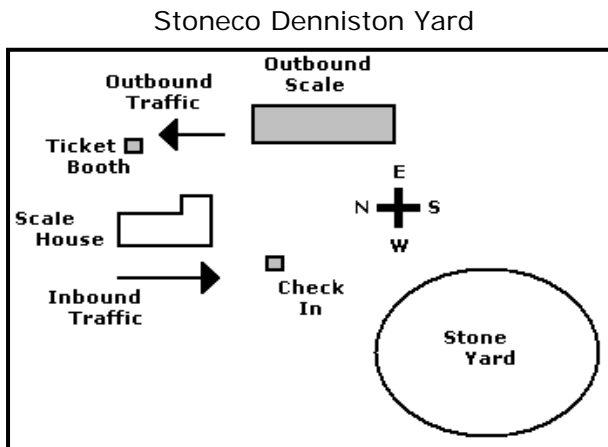 Stoneco Denniston Yard
Outbound
Traffic
Outbound
Scale
Ticket
Booth
E
N
S
W
Scale
House
Check
In
Inbound
Traffic
Stone
Yard